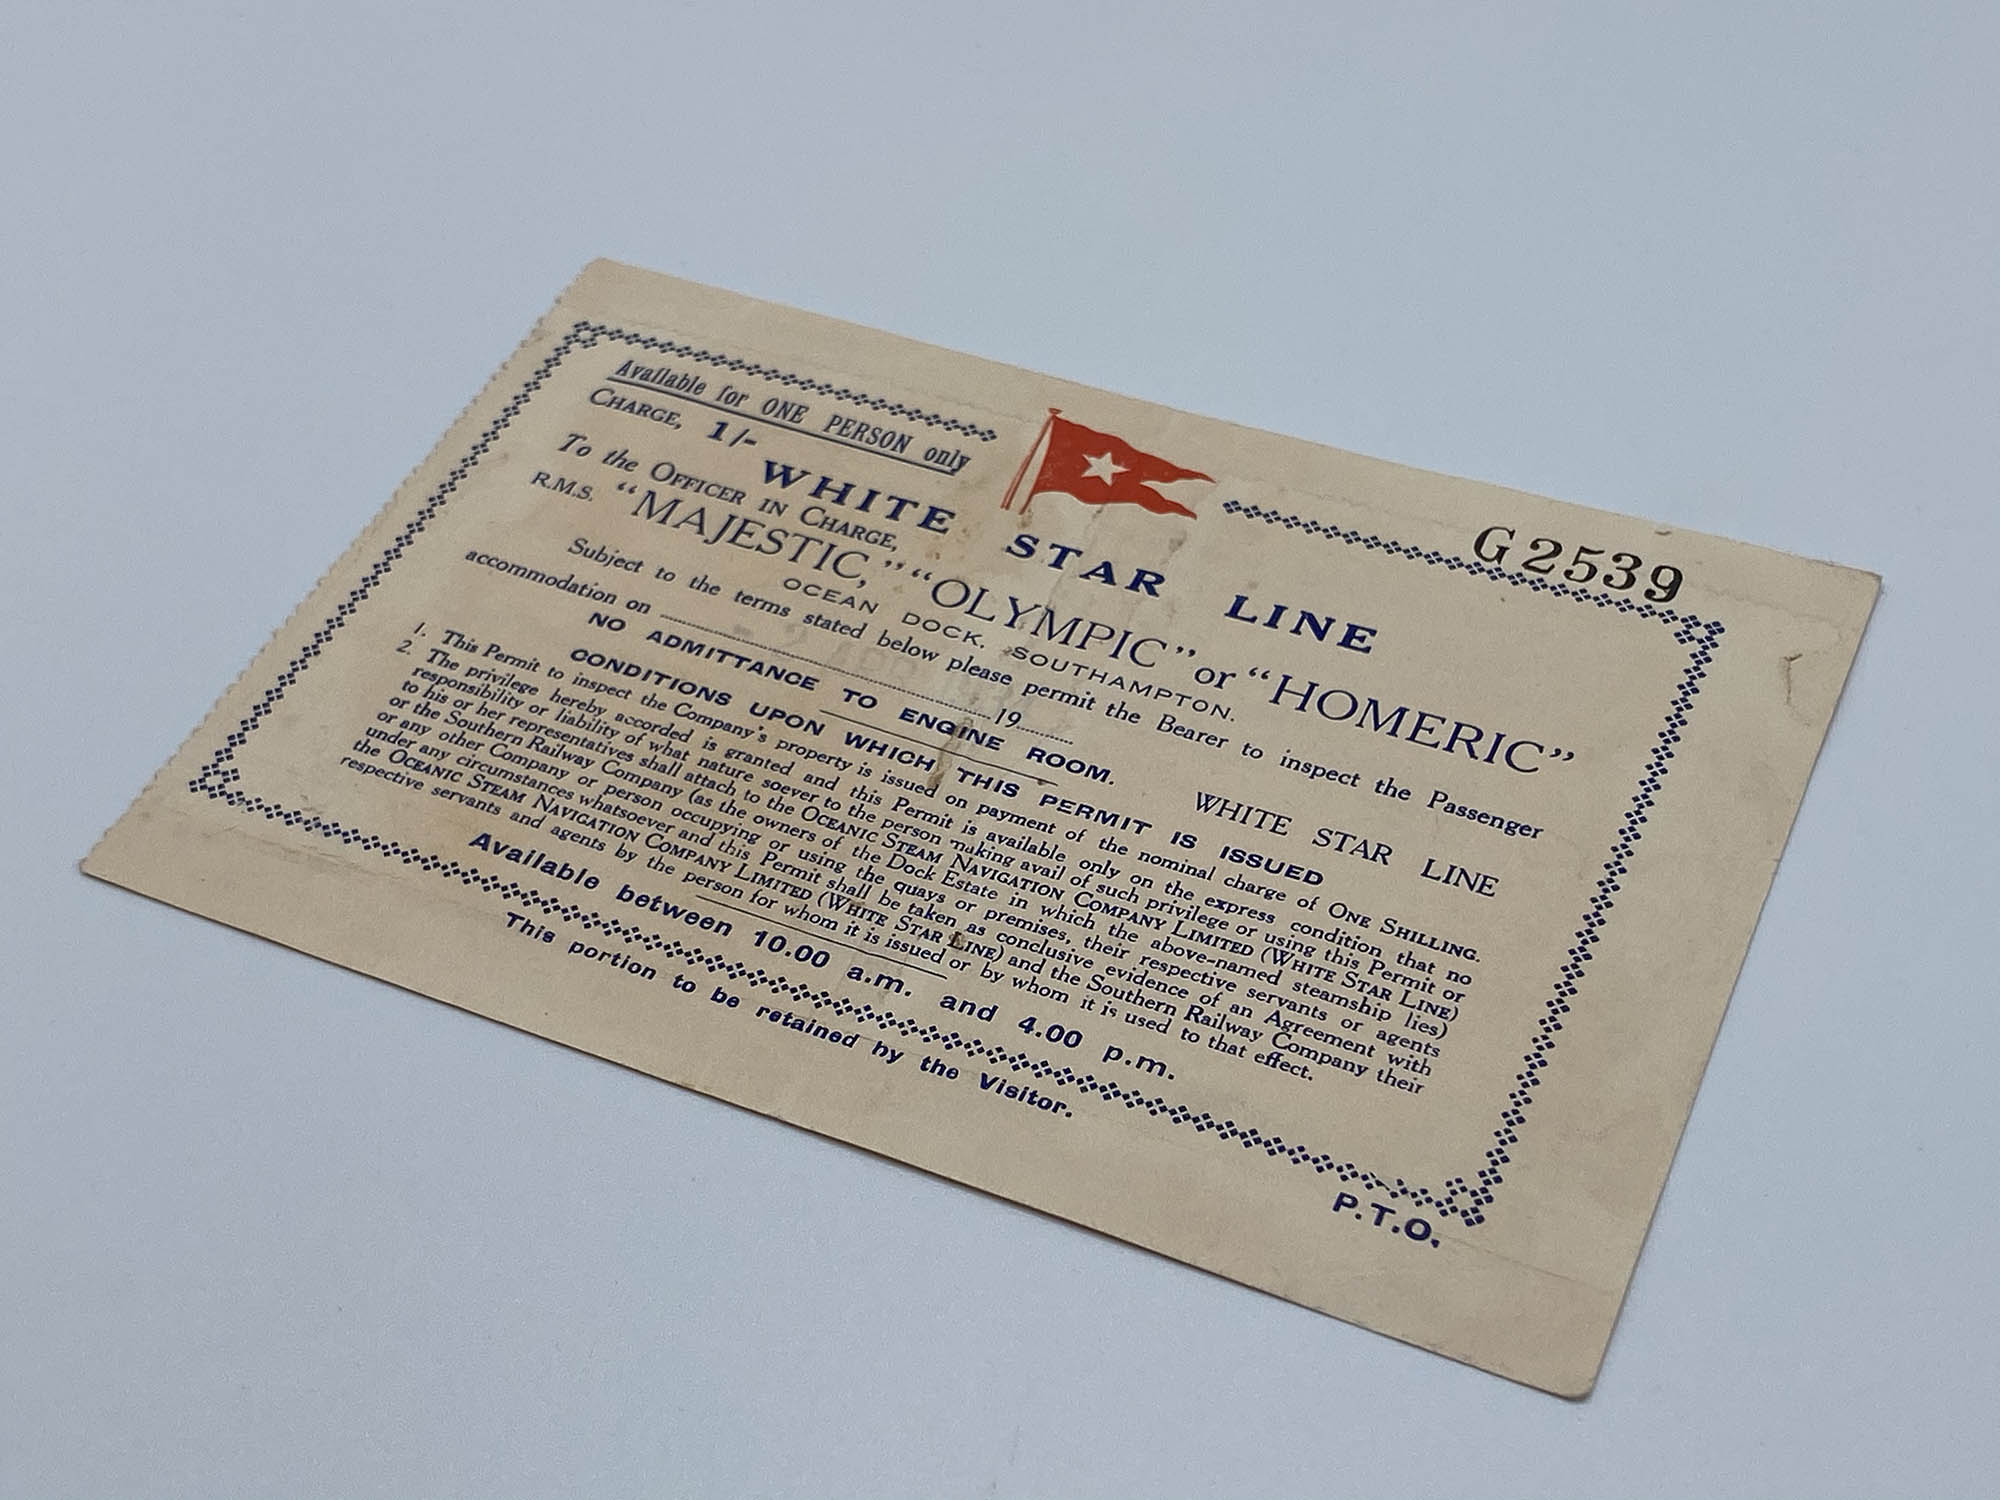 Available for ONE PERSON only
CHARGE, 1/-
G2539
WHITE STAR LINE
To the OFFICER IN CHARGE,
R.M.S. "MAJESTIC," "OLYMPIC" or "HOMERIC"
OCEAN DOCK, SOUTHAMPTON.
Subject to the terms stated below please permit the Bearer to inspect the Passenger
accommodation on 19
WHITE STAR LINE
NO ADMITTANCE TO ENGINE ROOM.
CONDITIONS UPON WHICH THIS PERMIT IS ISSUED
1. This Permit to inspect the Company's property is issued on payment of the nominal charge of ONE SHILLING.
2. The privilege hereby accorded is granted and this Permit is available only on the express condition that no
responsibility or liability of what nature soever to the person making avail of such privilege or using this Permit or
to his or her representatives shall attach to the OCEANIC STEAM NAVIGATION COMPANY LIMITED (WHITE STAR LINE)
or the Southern Railway Company (as the owners of the Dock Estate in which the above-named steamship lies)
or any other Company or person occupying or using the quays or premises, their respective servants or agents
under any circumstances whatsoever and this Permit shall be taken as conclusive evidence of an Agreement with
the OCEANIC STEAM NAVIGATION COMPANY LIMITED (WHITE STAR LINE) and the Southern Railway Company their
respective servants and agents by the person for whom it is issued or by whom it is used to that effect.
Available between 10.00 a.m. and 4.00 p.m.
This portion to be retained by the Visitor.
P.T.O.